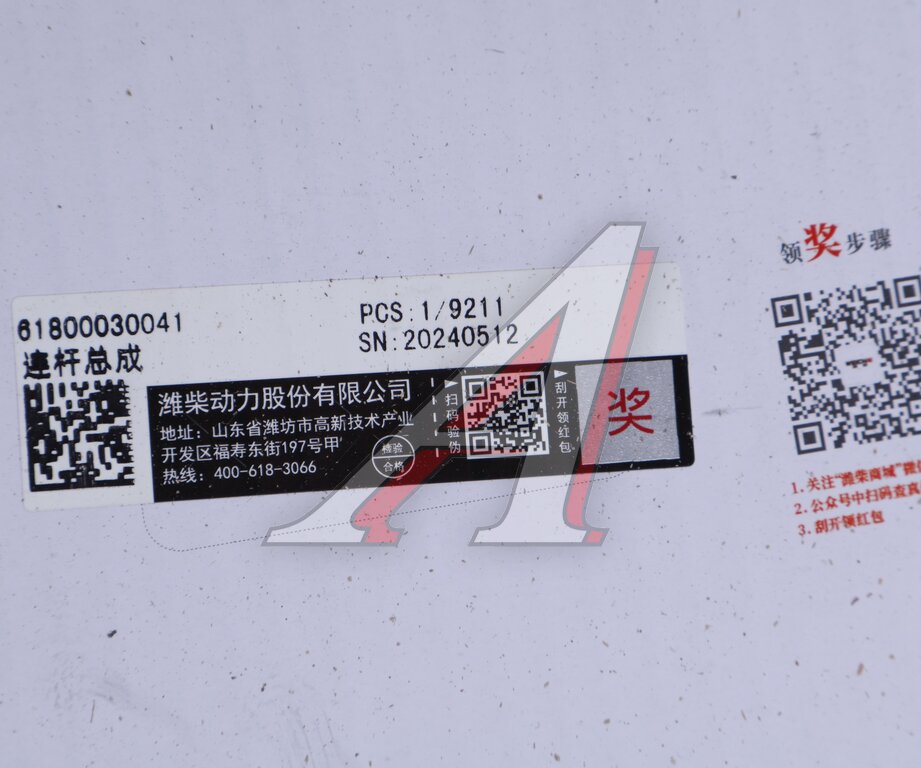 61800030041
連杆总成
PCS:1/9211
SN:20240512
潍柴动力股份有限公司
地址：山东省潍坊市高新技术产业
开发区福寿东街197号甲
热线：400-618-3066
检验
合格
扫码验伪
刮开领红包
奖
领奖步骤
1.关注“潍柴商城”微
2.公众号中扫码查真
3.刮开领红包